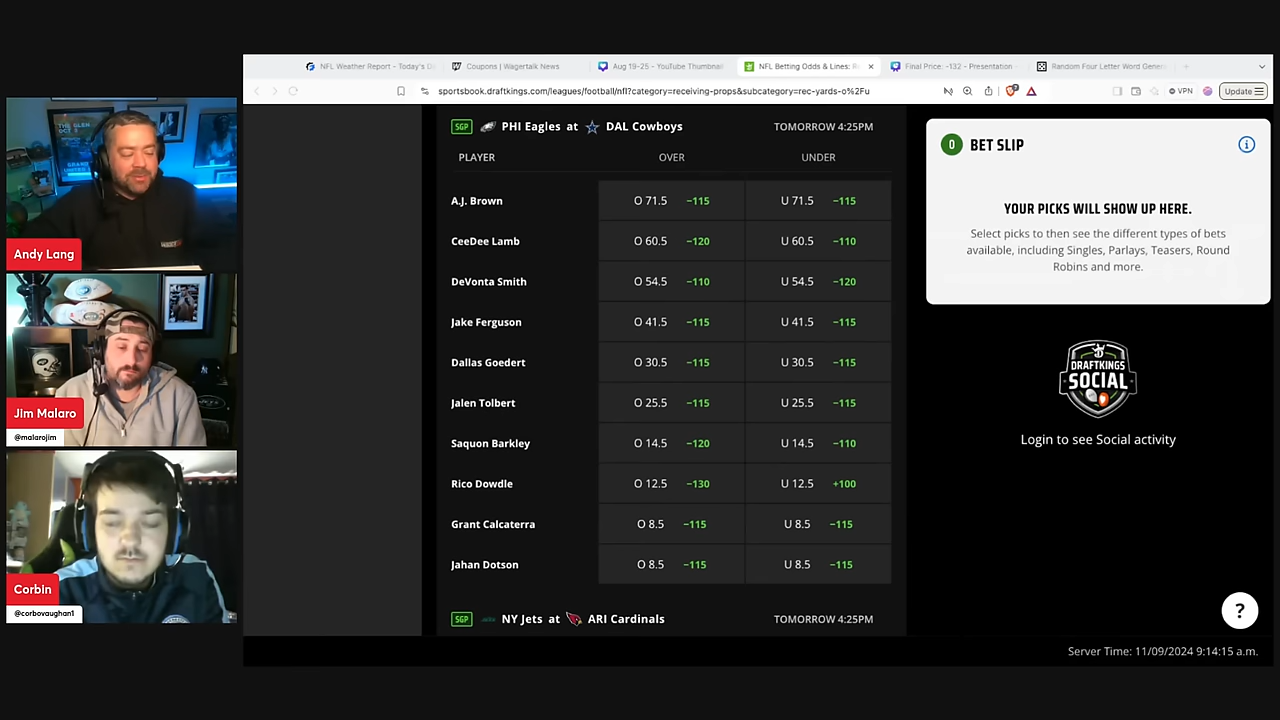 NFL Weather Report - Today's D
Coupons | Wagertalk News
Aug 19-25 - YouTube Thumbnail
NFL Betting Odds & Lines: R
Final Price: -132 - Presentation
Random Four Letter Word Gener
sportsbook.draftkings.com/leagues/football/nfl?category=receiving-props&subcategory=rec-yards-o%2Fu
VPN
Update
SGP PHI Eagles at DAL Cowboys TOMORROW 4:25PM
PLAYER OVER UNDER
A.J. Brown O 71.5 −115 U 71.5 −115
CeeDee Lamb O 60.5 −120 U 60.5 −110
DeVonta Smith O 54.5 −110 U 54.5 −120
Jake Ferguson O 41.5 −115 U 41.5 −115
Dallas Goedert O 30.5 −115 U 30.5 −115
Jalen Tolbert O 25.5 −115 U 25.5 −115
Saquon Barkley O 14.5 −120 U 14.5 −110
Rico Dowdle O 12.5 −130 U 12.5 +100
Grant Calcaterra O 8.5 −115 U 8.5 −115
Jahan Dotson O 8.5 −115 U 8.5 −115
SGP NY Jets at ARI Cardinals TOMORROW 4:25PM
0 BET SLIP
YOUR PICKS WILL SHOW UP HERE.
Select picks to then see the different types of bets
available, including Singles, Parlays, Teasers, Round
Robins and more.
DRAFTKINGS
SOCIAL
Login to see Social activity
?
Server Time: 11/09/2024 9:14:15 a.m.
Andy Lang
Jim Malaro
@malarojim
Corbin
@corbovaughan1